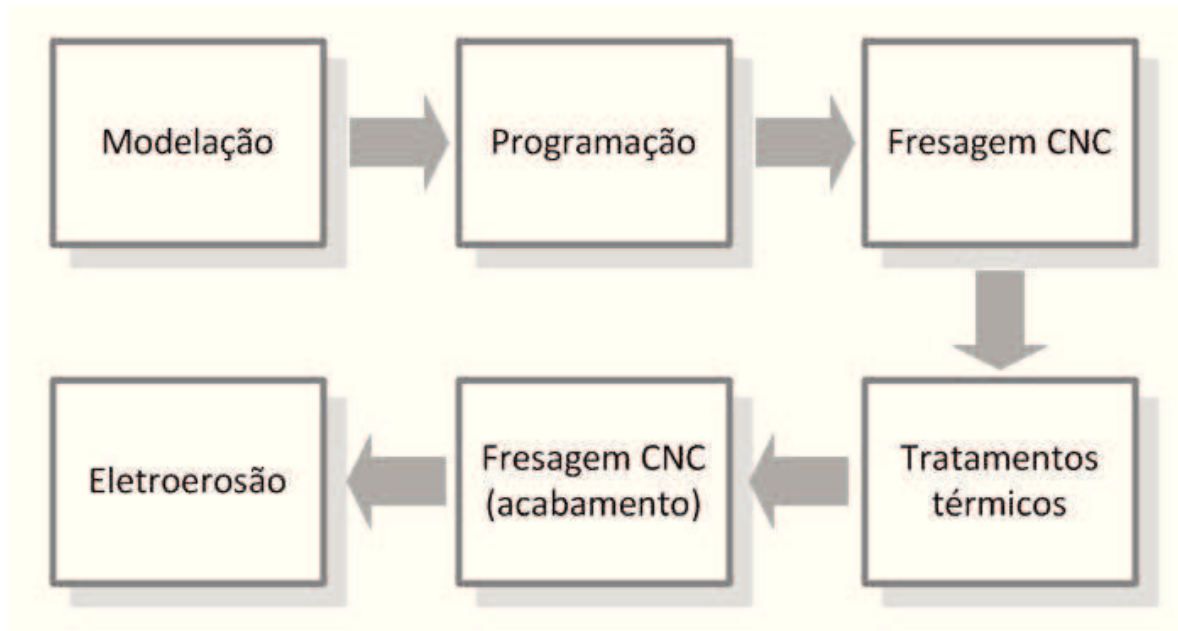 Modelação
Programação
Fresagem CNC
Tratamentos
térmicos
Fresagem CNC
(acabamento)
Eletroerosão